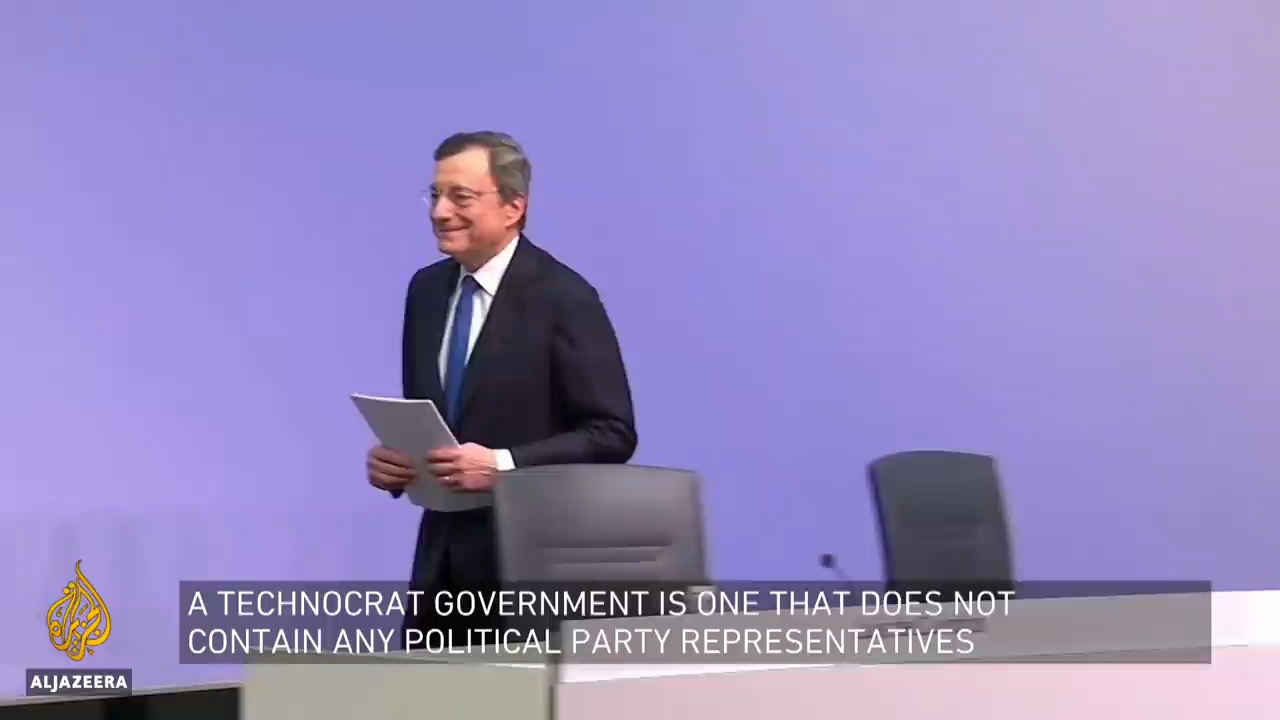 A TECHNOCRAT GOVERNMENT IS ONE THAT DOES NOT
CONTAIN ANY POLITICAL PARTY REPRESENTATIVES
ALJAZEERA